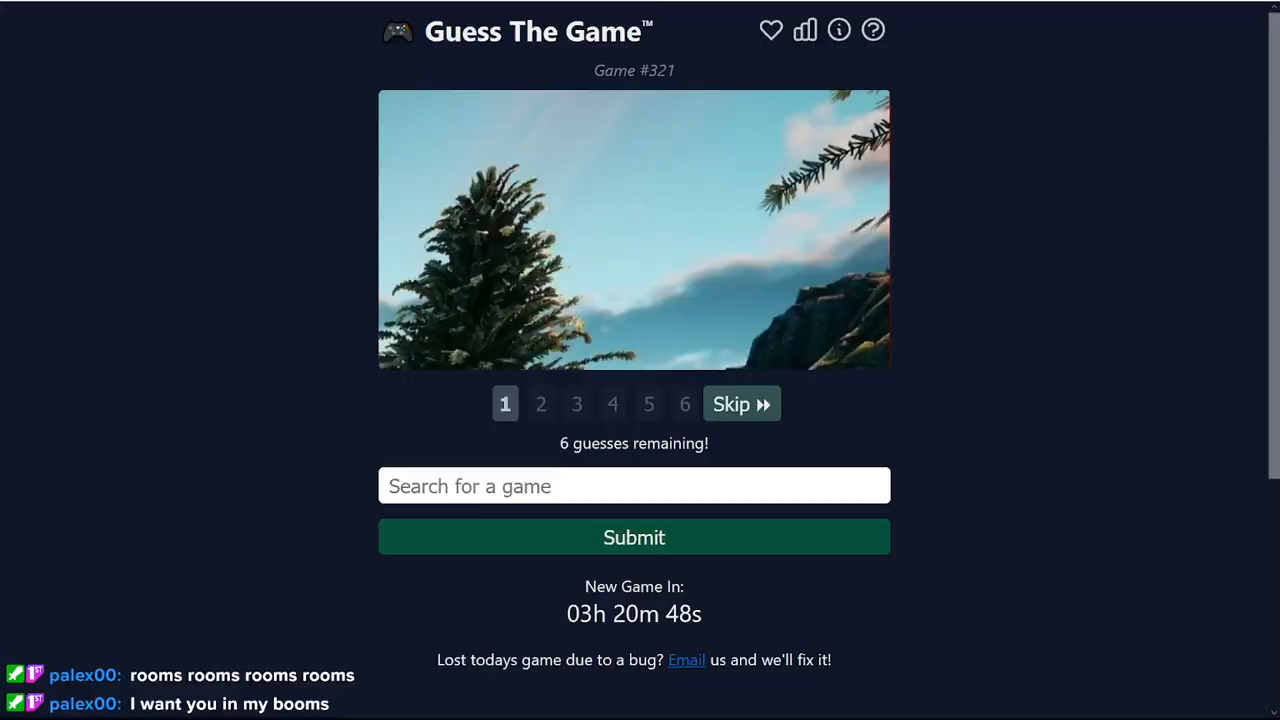 Guess The Game™
Game #321
1 2 3 4 5 6 Skip
6 guesses remaining!
Search for a game
Submit
New Game In:
03h 20m 48s
Lost todays game due to a bug? Email us and we'll fix it!
1ST palex00: rooms rooms rooms rooms
1ST palex00: I want you in my booms